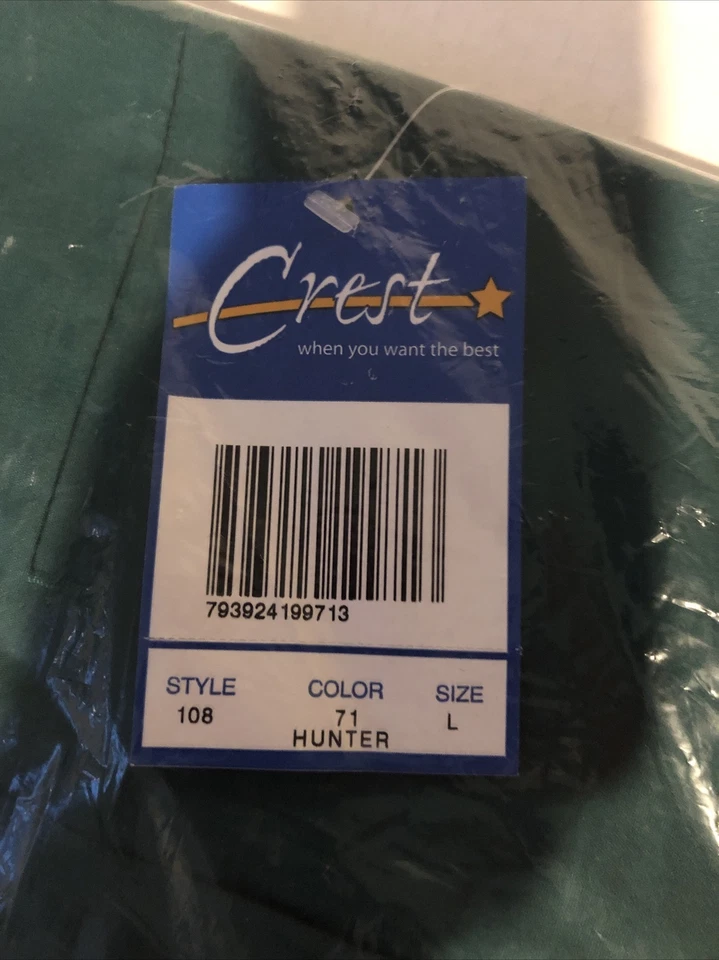 Crest
when you want the best
793924199713
STYLE COLOR SIZE
108 71 L
HUNTER